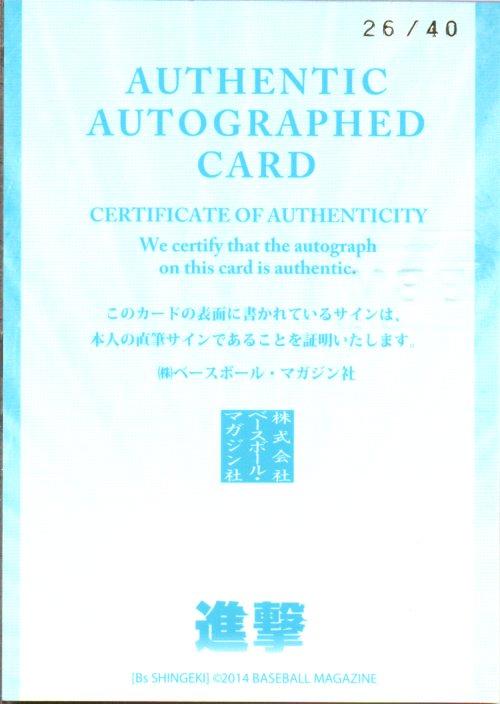 26/40
AUTHENTIC
AUTOGRAPHED
CARD
CERTIFICATE OF AUTHENTICITY
We certify that the autograph
on this card is authentic.
このカードの表面に書かれているサインは、
本人の直筆サインであることを証明いたします。
㈱ベースボール・マガジン社
株式会社
ベースボール・
マガジン社
進撃
[Bs SHINGEKI] ©2014 BASEBALL MAGAZINE